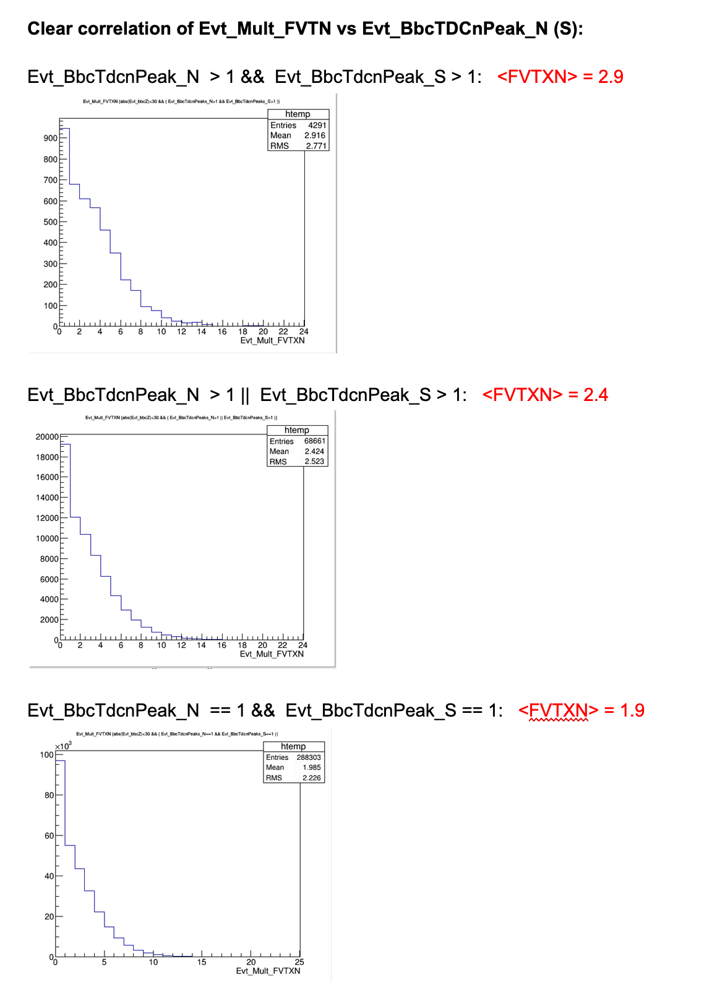 Clear correlation of Evt_Mult_FVTN vs Evt_BbcTDCnPeak_N (S):
Evt_BbcTdcnPeak_N > 1 && Evt_BbcTdcnPeak_S > 1: <FVTXN> = 2.9
Evt_Mult_FVTXN {abs(Evt_bbcZ)<30 && ( Evt_BbcTdcnPeaks_N>1 && Evt_BbcTdcnPeaks_S>1 )}
htemp
Entries 4291
Mean 2.916
RMS 2.771
900
800
700
600
500
400
300
200
100
0
0 2 4 6 8 10 12 14 16 18 20 22 24
Evt_Mult_FVTXN
Evt_BbcTdcnPeak_N > 1 || Evt_BbcTdcnPeak_S > 1: <FVTXN> = 2.4
Evt_Mult_FVTXN {abs(Evt_bbcZ)<30 && ( Evt_BbcTdcnPeaks_N>1 || Evt_BbcTdcnPeaks_S>1 )}
htemp
Entries 68661
Mean 2.424
RMS 2.523
20000
18000
16000
14000
12000
10000
8000
6000
4000
2000
0
0 2 4 6 8 10 12 14 16 18 20 22 24
Evt_Mult_FVTXN
Evt_BbcTdcnPeak_N == 1 && Evt_BbcTdcnPeak_S == 1: <FVTXN> = 1.9
Evt_Mult_FVTXN {abs(Evt_bbcZ)<30 && ( Evt_BbcTdcnPeaks_N==1 && Evt_BbcTdcnPeaks_S==1 )}
×10³
htemp
Entries 288303
Mean 1.985
RMS 2.226
100
80
60
40
20
0
0 5 10 15 20 25
Evt_Mult_FVTXN